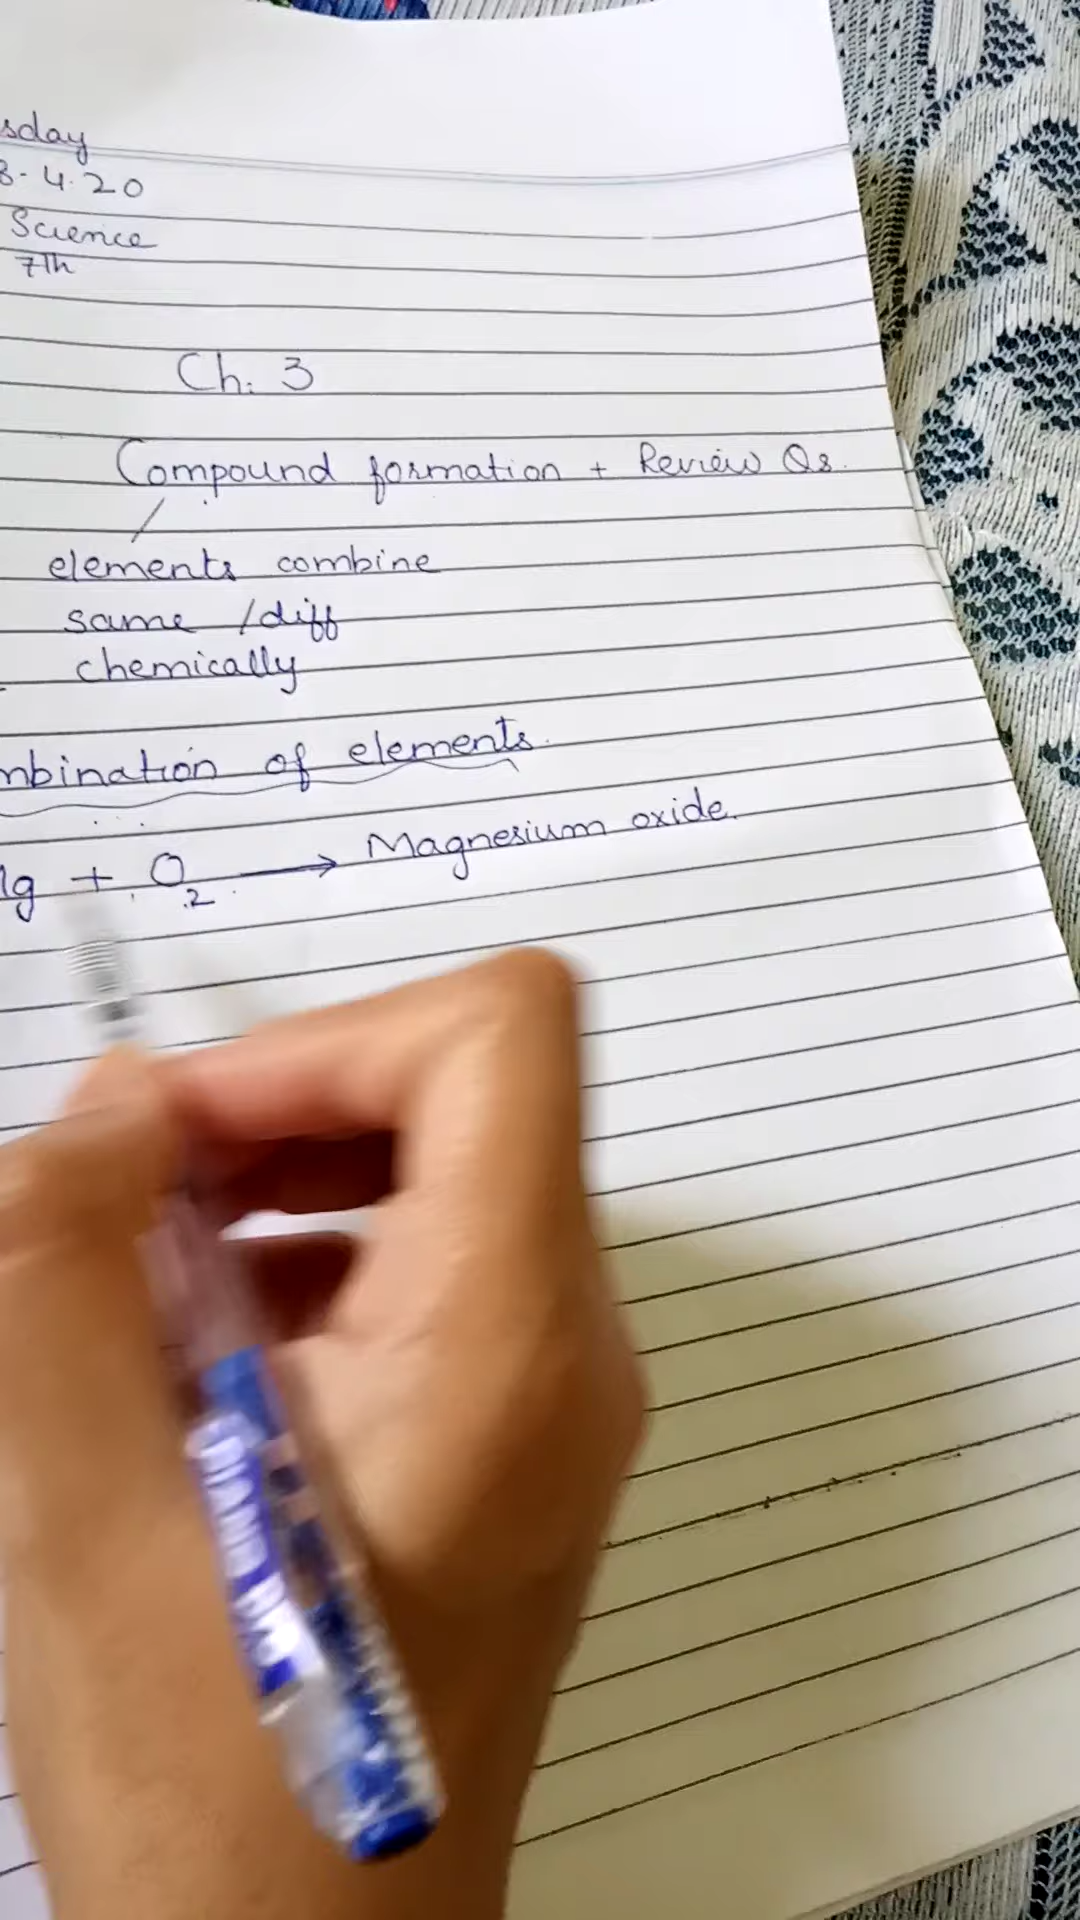 sday
8-4.20
Science
7Th
Ch. 3
Compound formation + Review Qs.
elements combine
same / diff
chemically
mbination of elements.
Mg + O2 → Magnesium oxide.